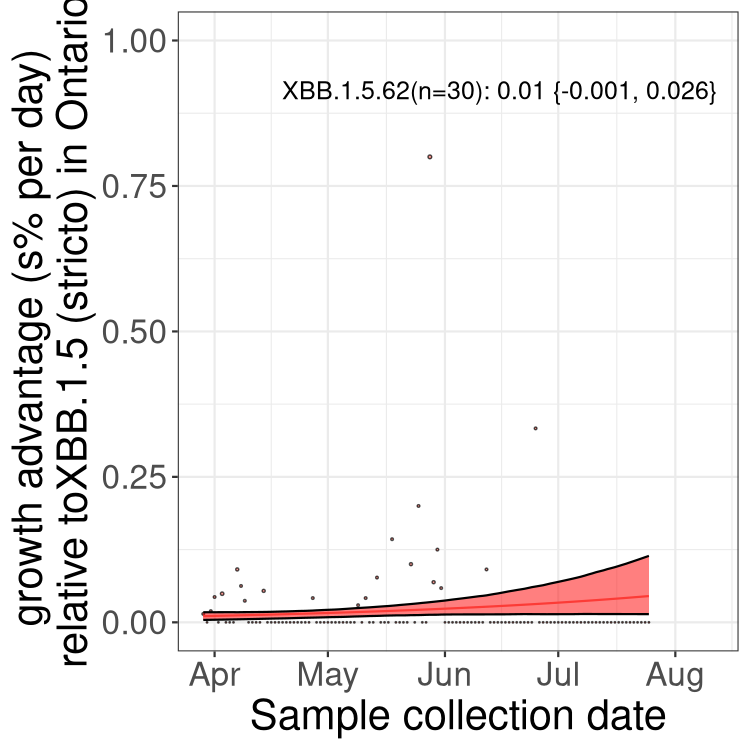 growth advantage (s% per day)
relative toXBB.1.5 (stricto) in Ontario
1.00
0.75
0.50
0.25
0.00
XBB.1.5.62(n=30): 0.01 {-0.001, 0.026}
Apr May Jun Jul Aug
Sample collection date